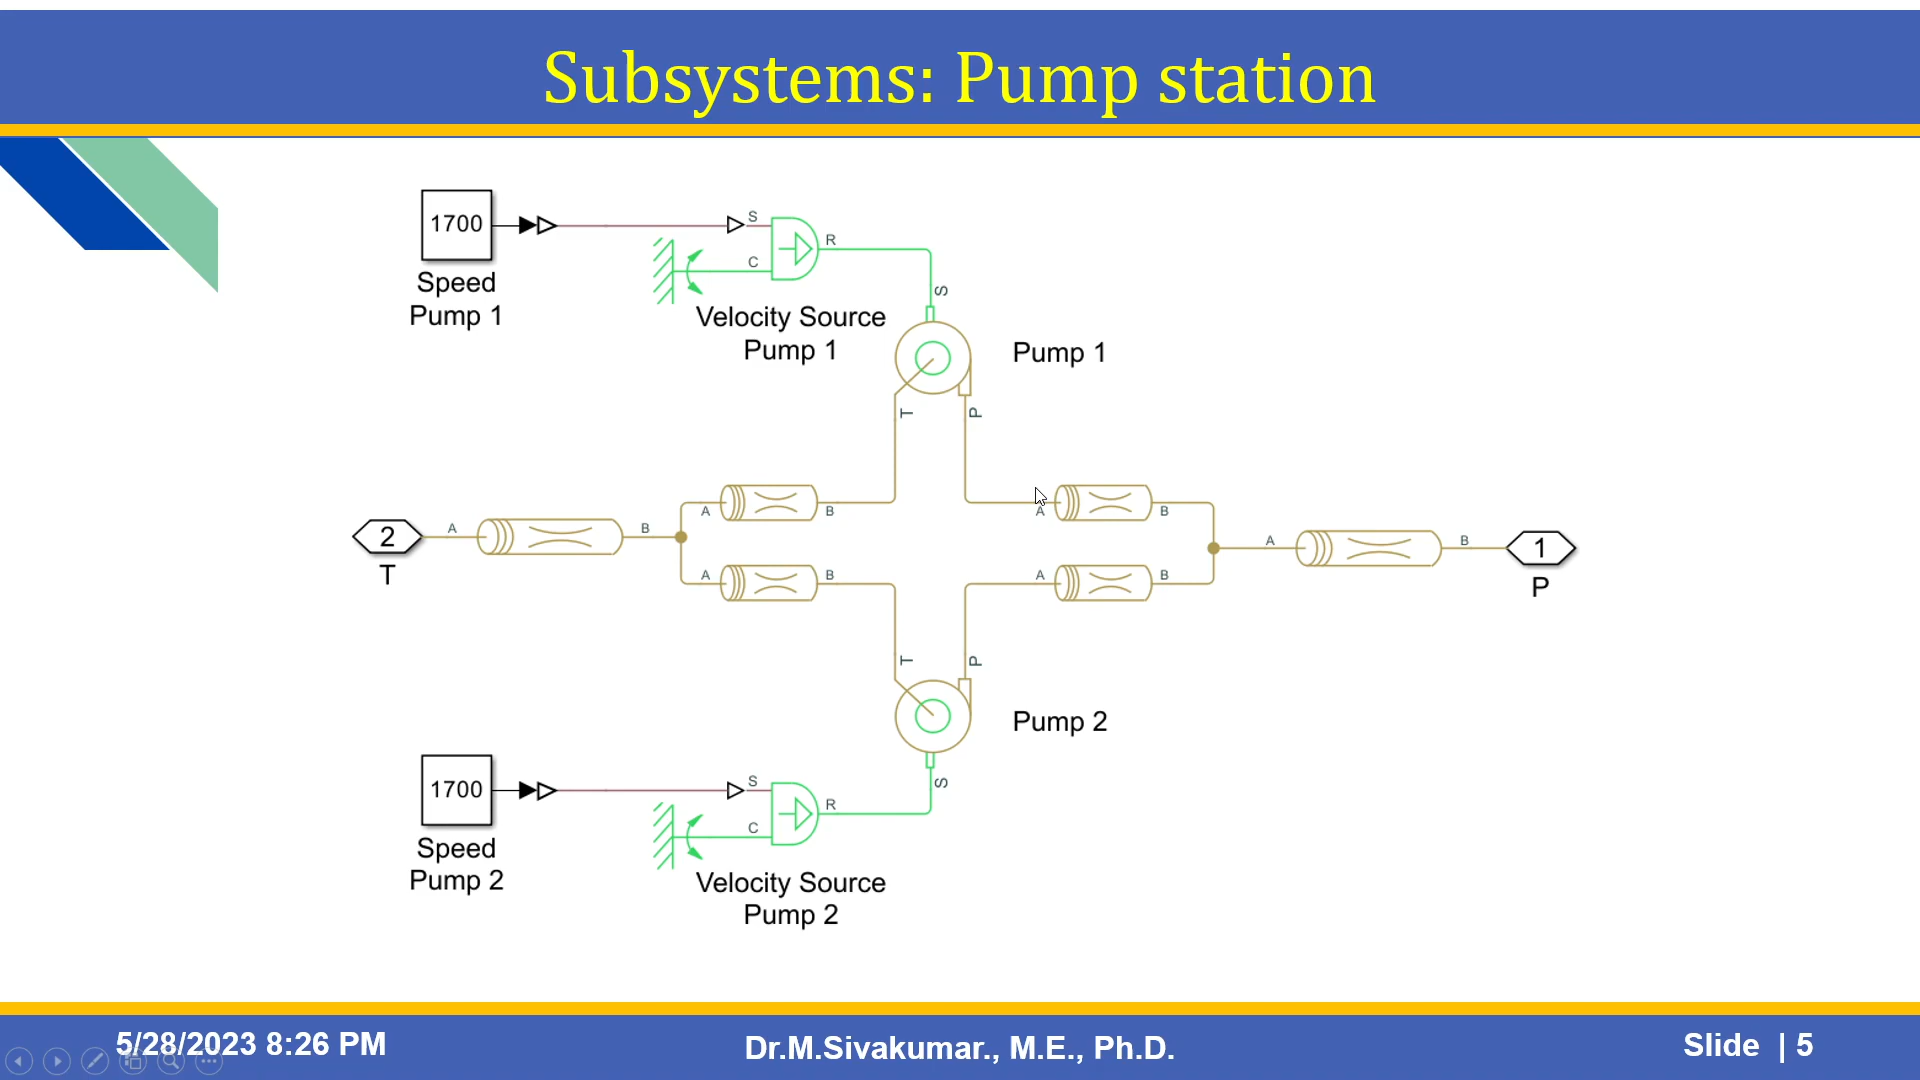 Subsystems: Pump station
1700
Speed
Pump 1
S
C
R
Velocity Source
Pump 1
S
Pump 1
T
P
2
T
A
B
A
B
A
B
A
B
A
B
A
B
1
P
T
P
Pump 2
S
1700
Speed
Pump 2
S
C
R
Velocity Source
Pump 2
5/28/2023 8:26 PM
Dr.M.Sivakumar., M.E., Ph.D.
Slide | 5